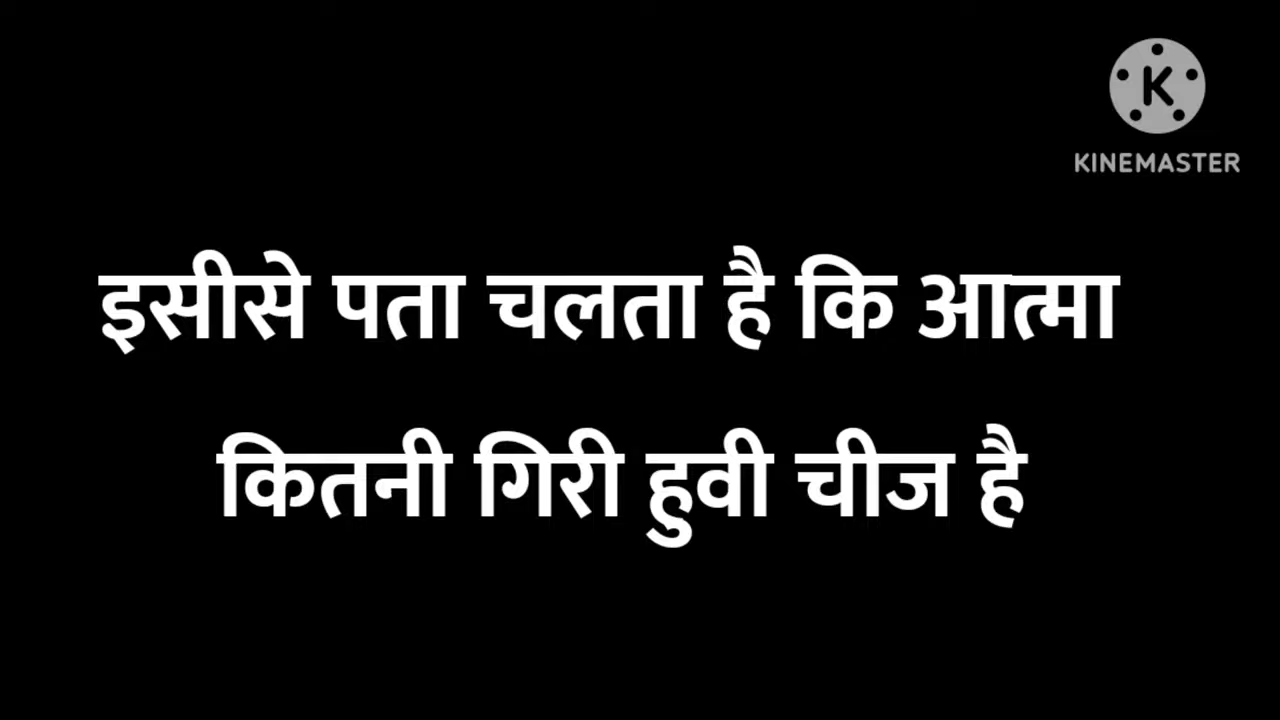 KINEMASTER
इसीसे पता चलता है कि आत्मा
कितनी गिरी हुवी चीज है